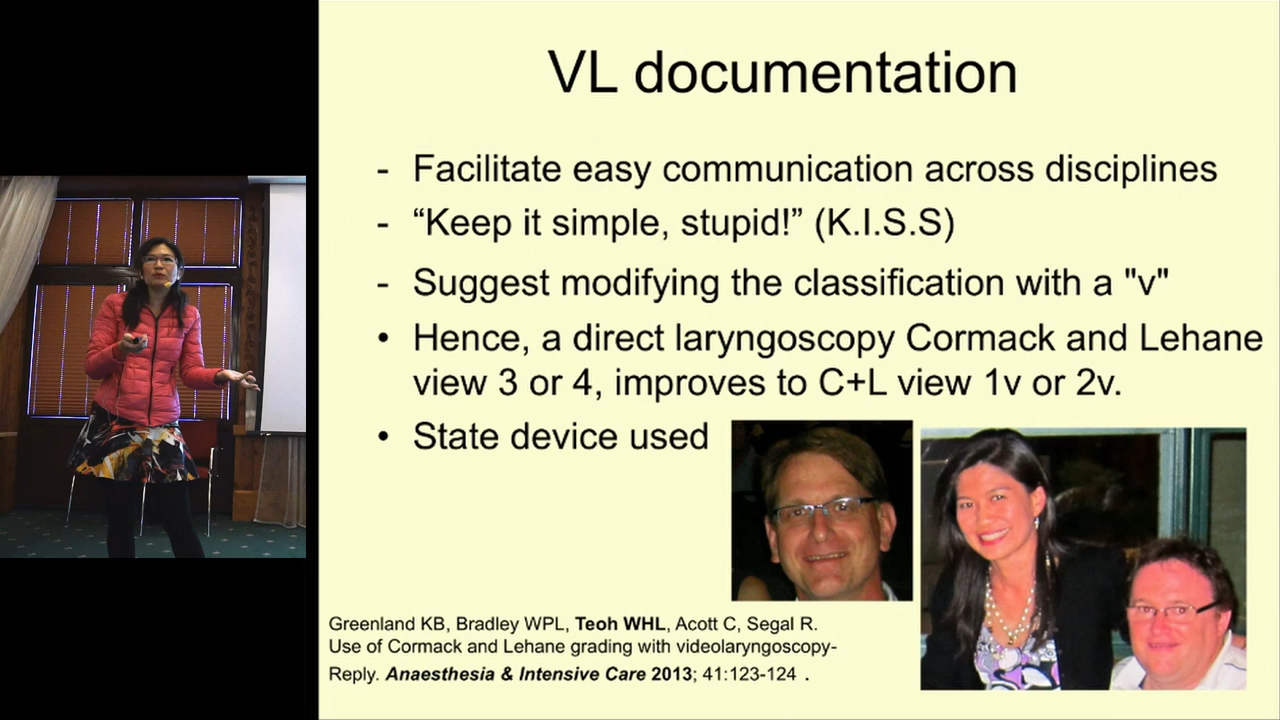 VL documentation
- Facilitate easy communication across disciplines
- “Keep it simple, stupid!” (K.I.S.S)
- Suggest modifying the classification with a "v"
• Hence, a direct laryngoscopy Cormack and Lehane
view 3 or 4, improves to C+L view 1v or 2v.
• State device used
Greenland KB, Bradley WPL, Teoh WHL, Acott C, Segal R.
Use of Cormack and Lehane grading with videolaryngoscopy-
Reply. Anaesthesia & Intensive Care 2013; 41:123-124 .